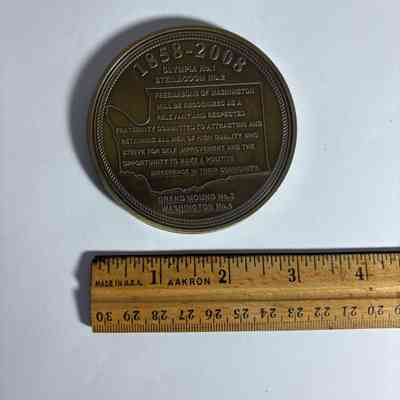 1858-2008
OLYMPIA NO.1
STEILACOOM NO.2
FREEMASONS OF WASHINGTON
WILL BE RECOGNIZED AS A
RELEVANT AND RESPECTED
FRATERNITY COMMITTED TO ATTRACTING AND
RETAINING ALL MEN OF HIGH QUALITY WHO
STRIVE FOR SELF IMPROVEMENT AND THE
OPPORTUNITY TO MAKE A POSITIVE
DIFFERENCE IN THEIR COMMUNITY.
GRAND MOUND NO.3
WASHINGTON NO.4
1 2 3 4
MADE IN U.S.A. AAKRON
30 29 28 27 26 25 24 23 22 21 20